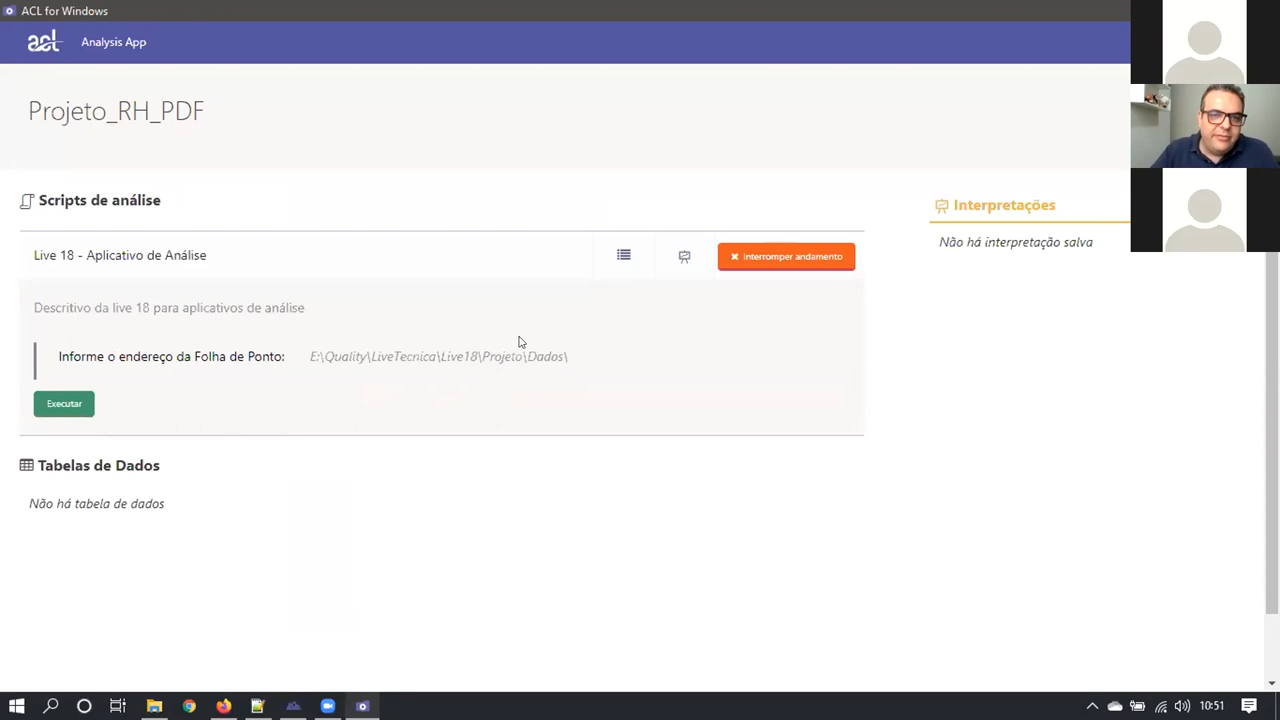 ACL for Windows
acl Analysis App
Projeto_RH_PDF
Scripts de análise
Interpretações
Live 18 - Aplicativo de Análise
Interromper andamento
Não há interpretação salva
Descritivo da live 18 para aplicativos de análise
Informe o endereço da Folha de Ponto: E:\Quality\LiveTecnica\Live18\Projeto\Dados\
Executar
Tabelas de Dados
Não há tabela de dados
10:51